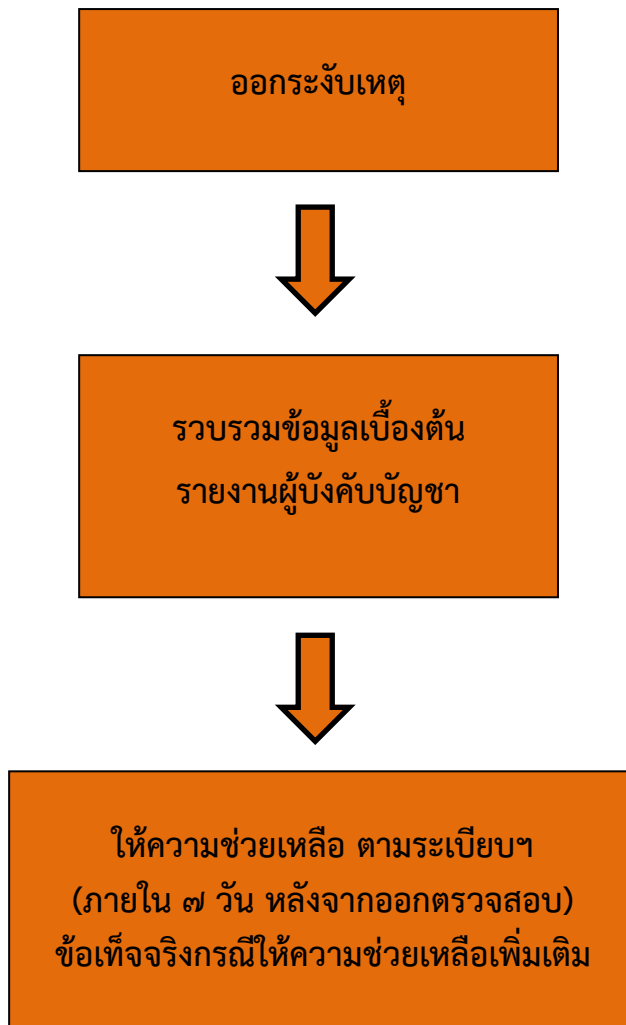 ออกระงับเหตุ
รวบรวมข้อมูลเบื้องต้น
รายงานผู้บังคับบัญชา
ให้ความช่วยเหลือ ตามระเบียบฯ
(ภายใน ๗ วัน หลังจากออกตรวจสอบ)
ข้อเท็จจริงกรณีให้ความช่วยเหลือเพิ่มเติม